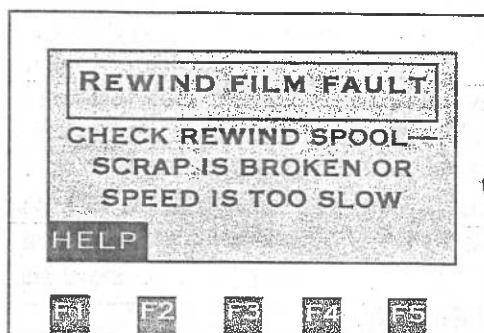 REWIND FILM FAULT
CHECK REWIND SPOOL—
SCRAP IS BROKEN OR
SPEED IS TOO SLOW
HELP
F1 F2 F3 F4 F5